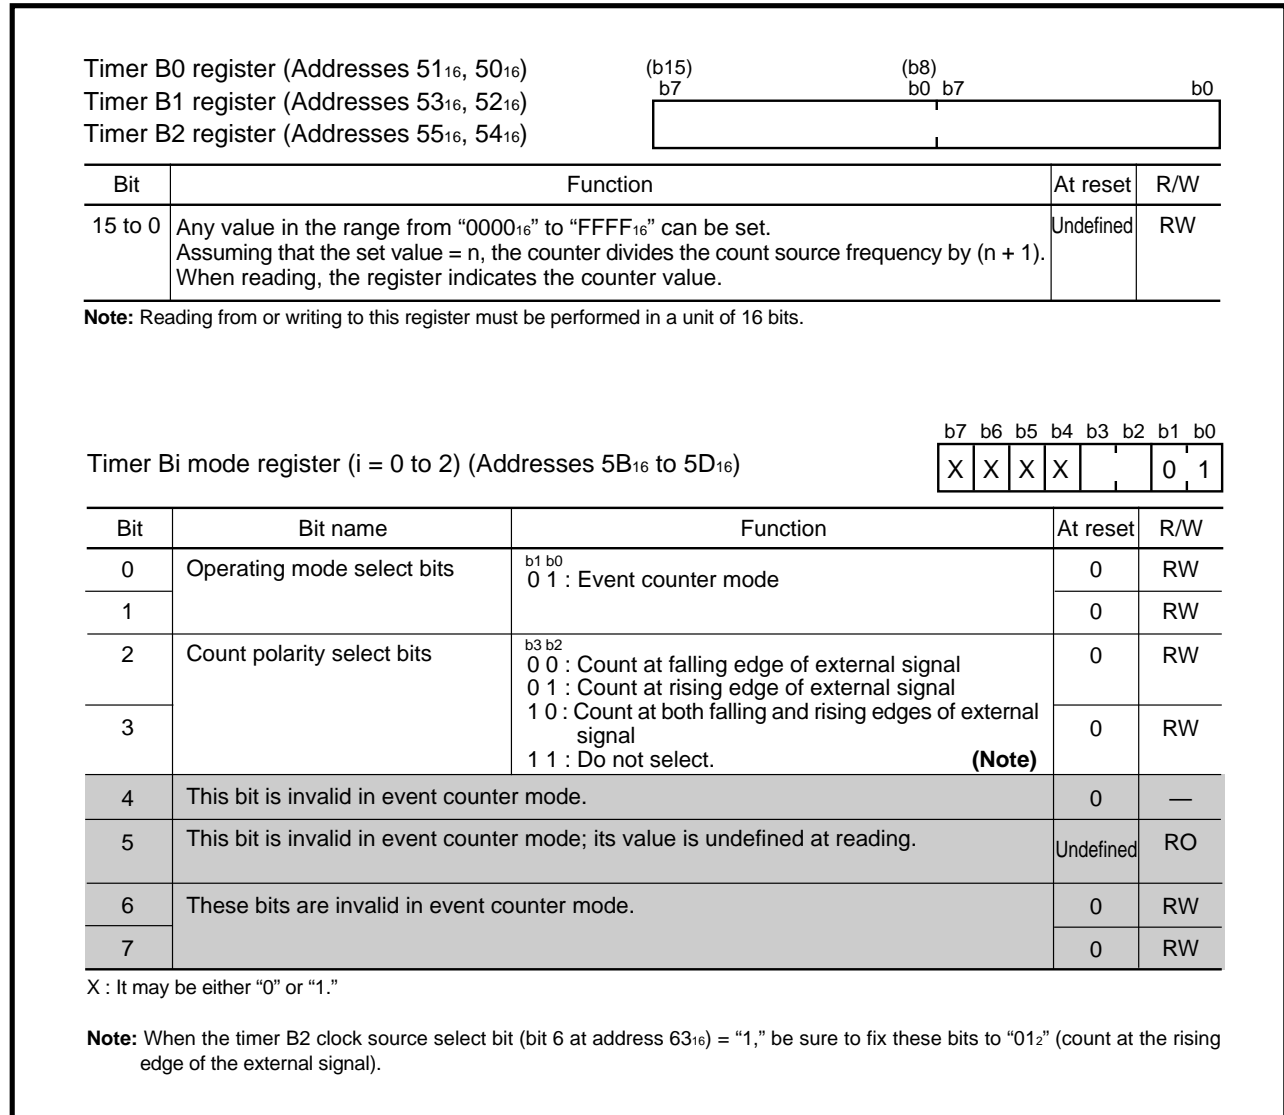 Timer B0 register (Addresses 51₁₆, 50₁₆)
Timer B1 register (Addresses 53₁₆, 52₁₆)
Timer B2 register (Addresses 55₁₆, 54₁₆)
(b15) (b8)
b7 b0 b7 b0
Bit Function At reset R/W
15 to 0 Any value in the range from “0000₁₆” to “FFFF₁₆” can be set. Undefined RW
Assuming that the set value = n, the counter divides the count source frequency by (n + 1).
When reading, the register indicates the counter value.
Note: Reading from or writing to this register must be performed in a unit of 16 bits.
b7 b6 b5 b4 b3 b2 b1 b0
Timer Bi mode register (i = 0 to 2) (Addresses 5B₁₆ to 5D₁₆) X X X X 0 1
Bit Bit name Function At reset R/W
0 Operating mode select bits b1 b0 0 RW
0 1 : Event counter mode
1 0 RW
2 Count polarity select bits b3 b2 0 RW
0 0 : Count at falling edge of external signal
0 1 : Count at rising edge of external signal
1 0 : Count at both falling and rising edges of external
3 signal 0 RW
1 1 : Do not select. (Note)
4 This bit is invalid in event counter mode. 0 —
5 This bit is invalid in event counter mode; its value is undefined at reading. Undefined RO
6 These bits are invalid in event counter mode. 0 RW
7 0 RW
X : It may be either “0” or “1.”
Note: When the timer B2 clock source select bit (bit 6 at address 63₁₆) = “1,” be sure to fix these bits to “01₂” (count at the rising
edge of the external signal).